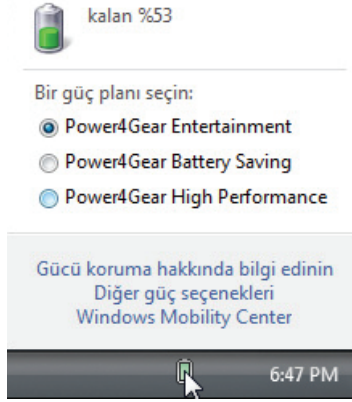 kalan %53
Bir güç planı seçin:
Power4Gear Entertainment
Power4Gear Battery Saving
Power4Gear High Performance
Gücü koruma hakkında bilgi edinin
Diğer güç seçenekleri
Windows Mobility Center
6:47 PM